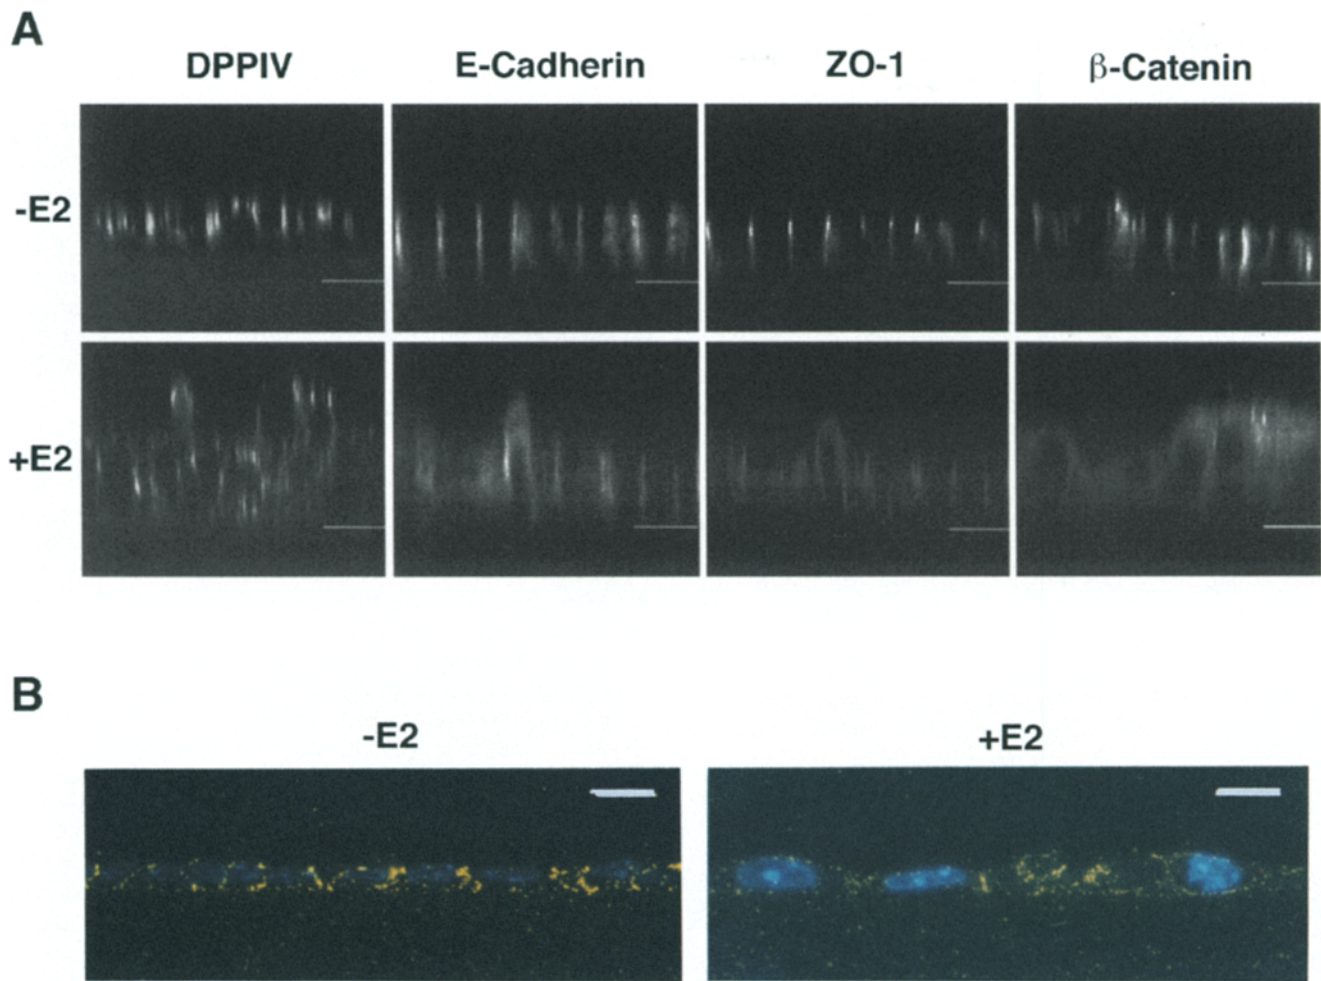 A
DPPIV E-Cadherin ZO-1 β-Catenin
-E2
+E2
B
-E2 +E2